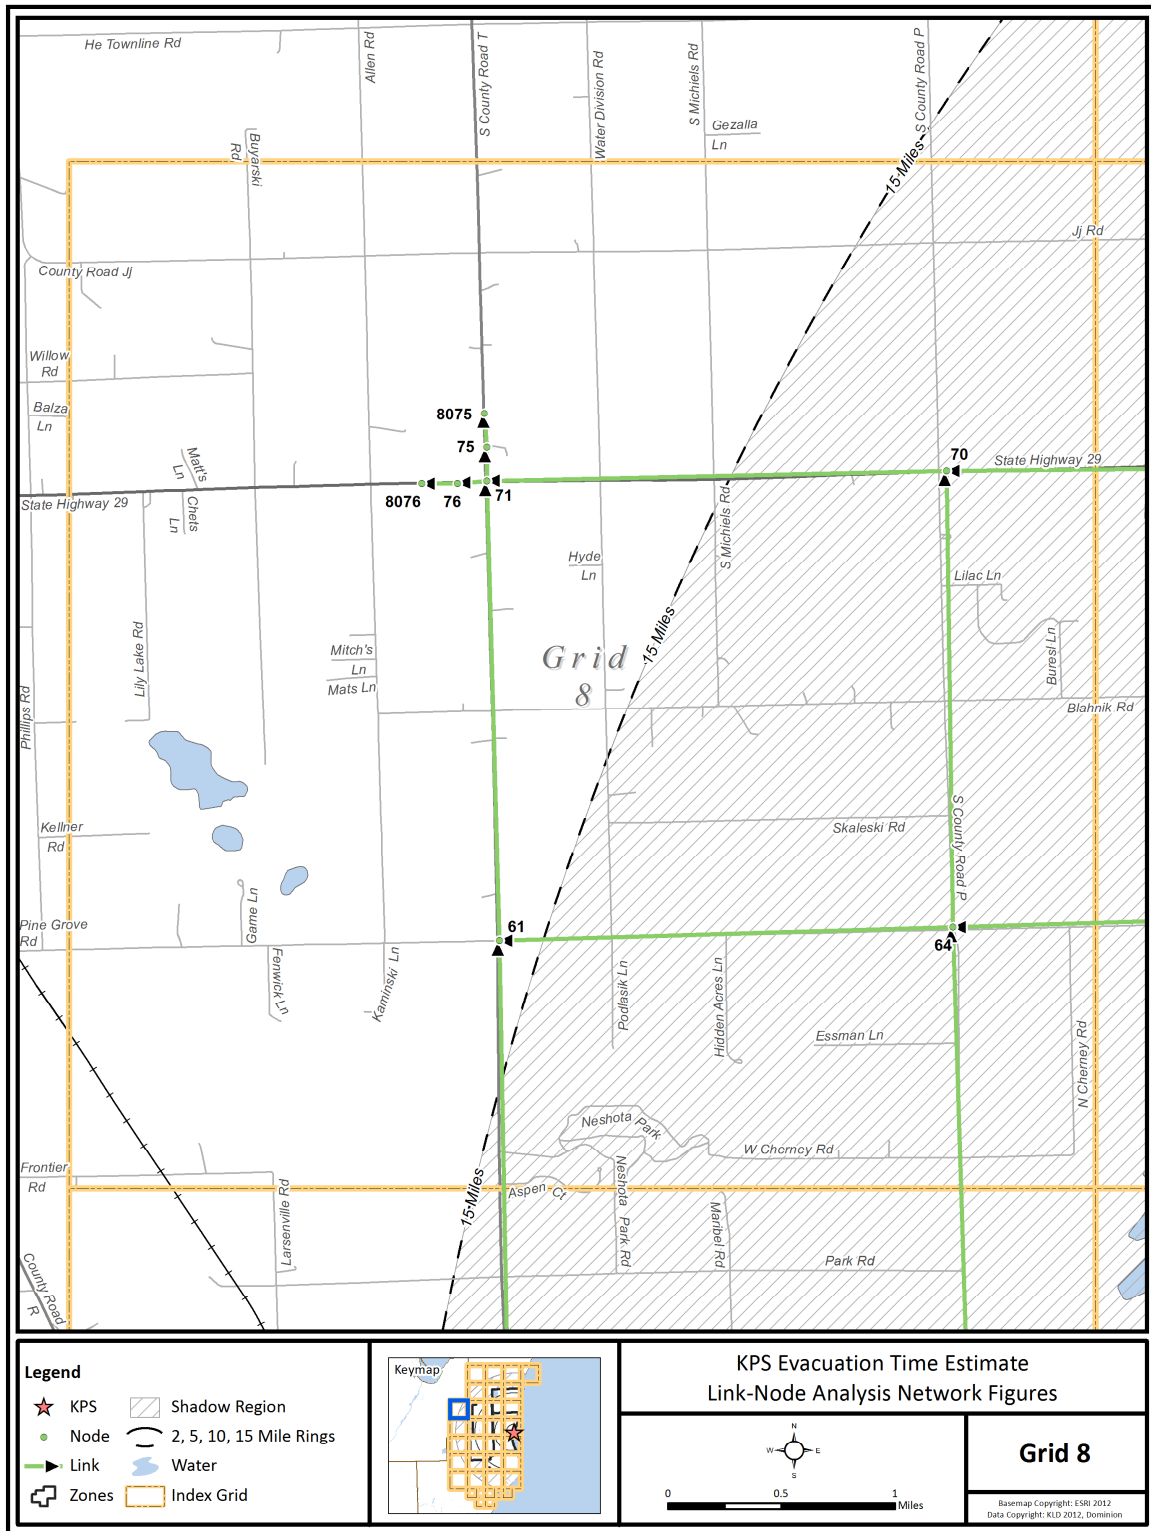 He Townline Rd
Allen Rd
S County Road T
Water Division Rd
S Michiels Rd
S County Road P
Gezalla
Ln
Buyarski
Rd
15 Miles
Jj Rd
County Road Jj
Willow
Rd
Balza
Ln
8075
75
70
State Highway 29
Matt's
Ln
State Highway 29
8076
76
71
Chets
Ln
S Michiels Rd
Hyde
Ln
Lilac Ln
15 Miles
Buresl Ln
Lily Lake Rd
Mitch's
Ln
Mats Ln
Grid
8
Phillips Rd
Blahnik Rd
Kellner
Rd
Skaleski Rd
S County Road P
Game Ln
Pine Grove
Rd
61
64
Fenwick Ln
Kaminski Ln
Podlasik Ln
Hidden Acres Ln
Essman Ln
N Cherney Rd
Neshota
Park
W Cherney Rd
Frontier
Rd
15 Miles
Aspen Ct
Neshota Park Rd
Maribel Rd
Larsenville Rd
Park Rd
County Road
R
Legend
KPS
Shadow Region
Node
2, 5, 10, 15 Mile Rings
Link
Water
Zones
Index Grid
Keymap
KPS Evacuation Time Estimate
Link-Node Analysis Network Figures
N
W
E
S
0
0.5
1
Miles
Grid 8
Basemap Copyright: ESRI 2012
Data Copyright: KLD 2012, Dominion